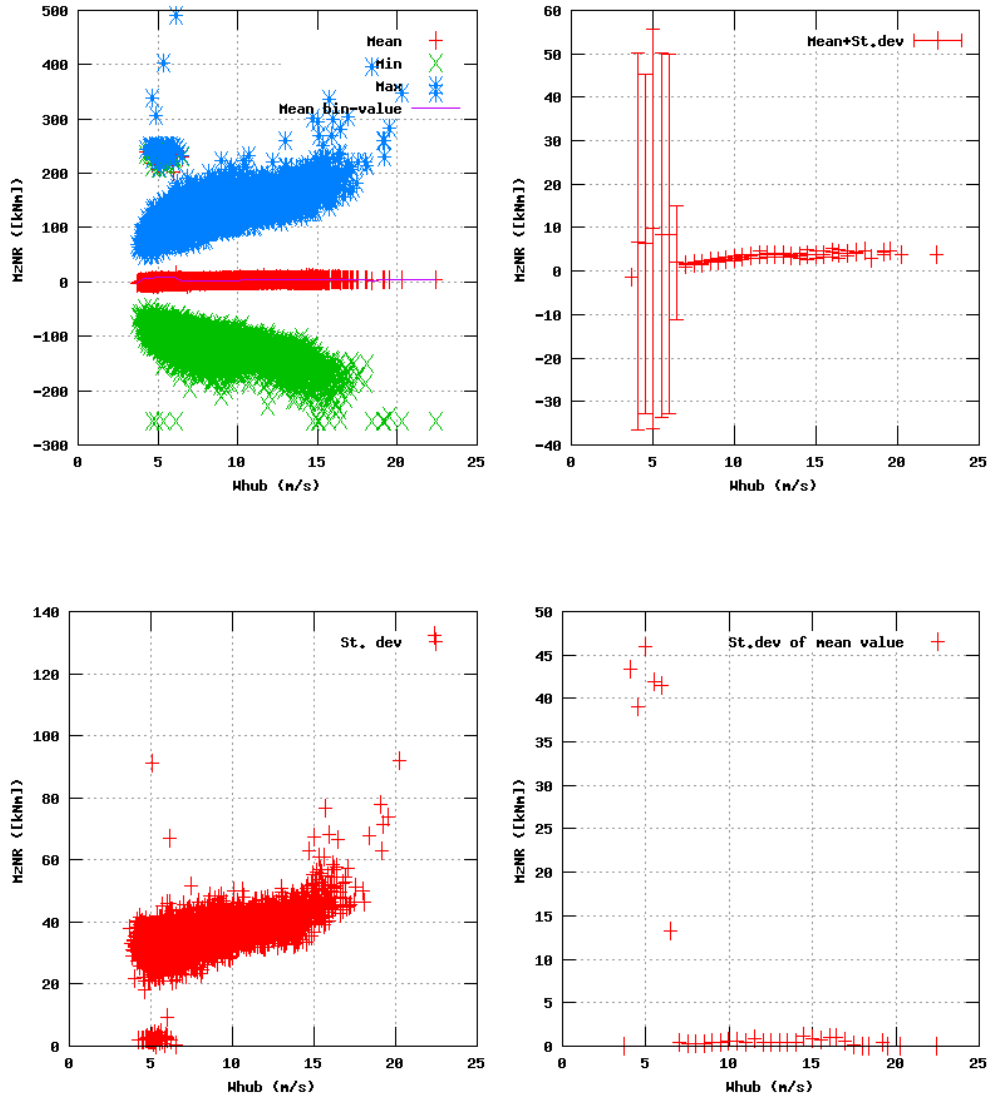 500
400
300
200
100
0
-100
-200
-300
MzNR ([kNm])
0 5 10 15 20 25
Whub (m/s)
Mean
Min
Max
Mean bin-value
60
50
40
30
20
10
0
-10
-20
-30
-40
MzNR ([kNm])
0 5 10 15 20 25
Whub (m/s)
Mean+St.dev
140
120
100
80
60
40
20
0
MzNR ([kNm])
0 5 10 15 20 25
Whub (m/s)
St. dev
50
45
40
35
30
25
20
15
10
5
0
MzNR ([kNm])
0 5 10 15 20 25
Whub (m/s)
St.dev of mean value